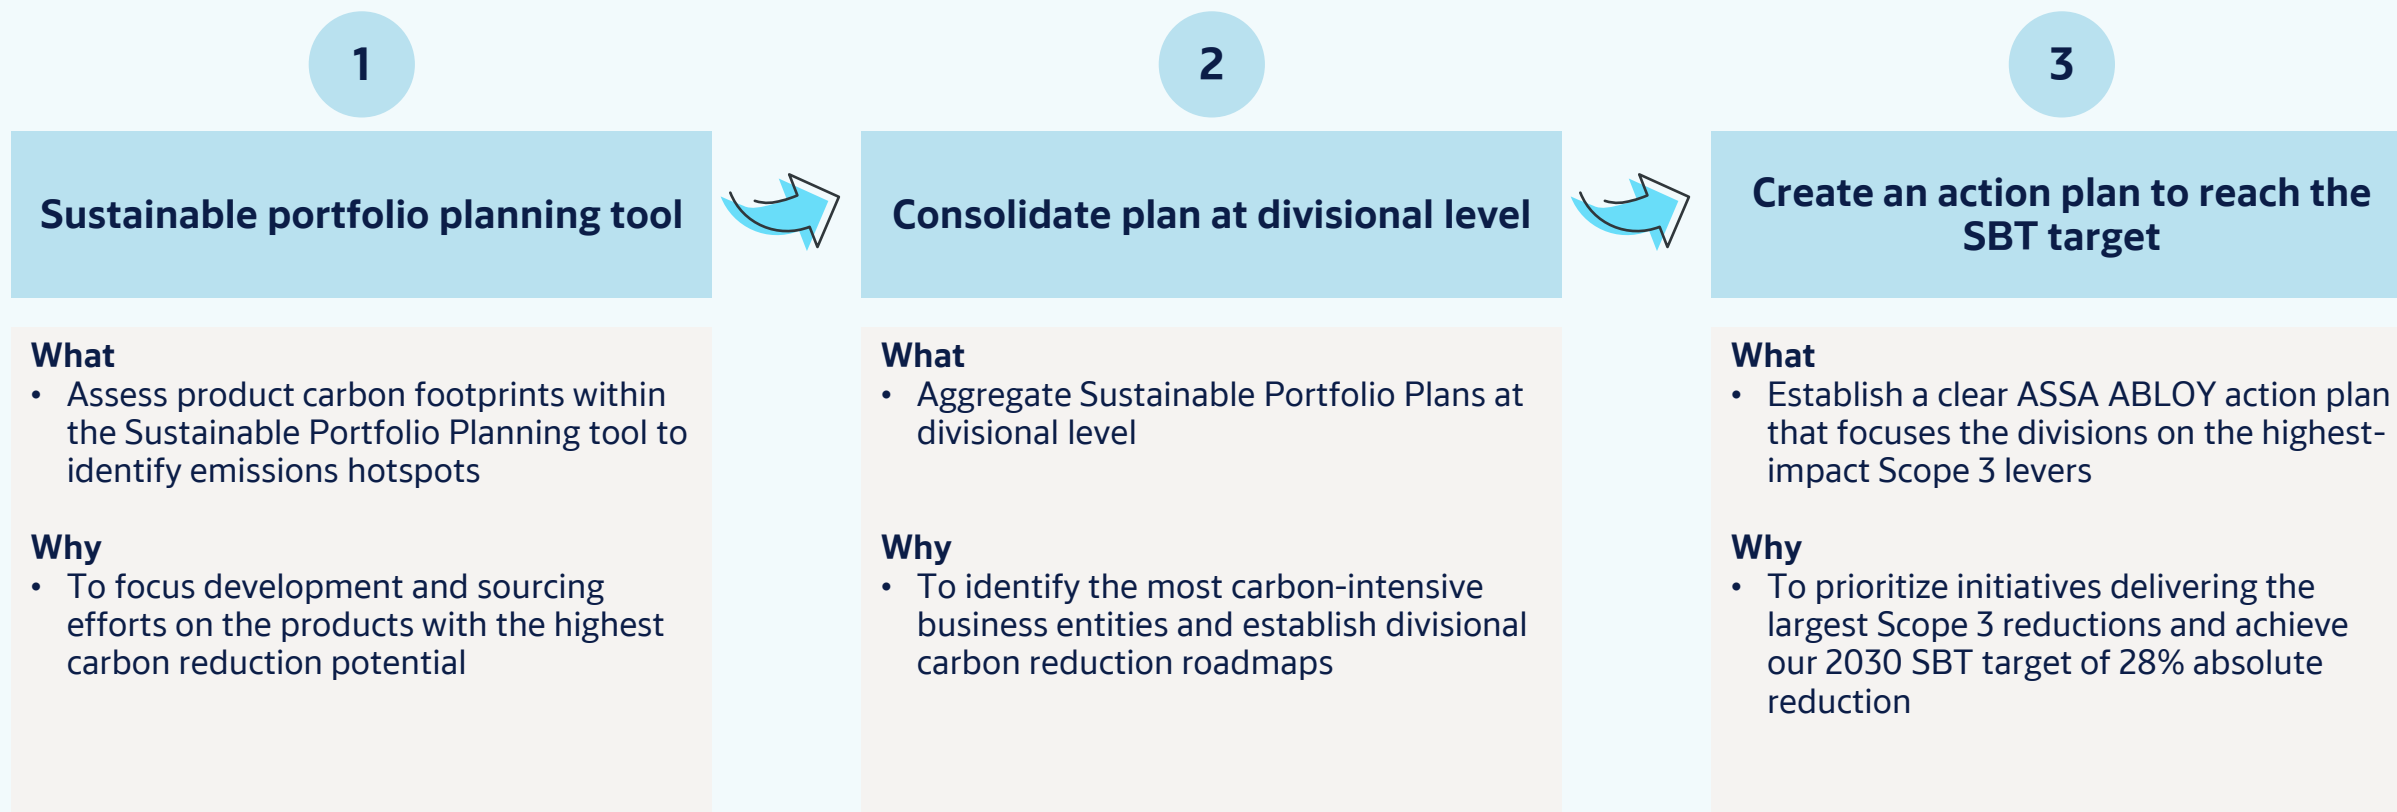 1
Sustainable portfolio planning tool
What
• Assess product carbon footprints within
the Sustainable Portfolio Planning tool to
identify emissions hotspots
Why
• To focus development and sourcing
efforts on the products with the highest
carbon reduction potential
2
Consolidate plan at divisional level
What
• Aggregate Sustainable Portfolio Plans at
divisional level
Why
• To identify the most carbon-intensive
business entities and establish divisional
carbon reduction roadmaps
3
Create an action plan to reach the
SBT target
What
• Establish a clear ASSA ABLOY action plan
that focuses the divisions on the highest-
impact Scope 3 levers
Why
• To prioritize initiatives delivering the
largest Scope 3 reductions and achieve
our 2030 SBT target of 28% absolute
reduction